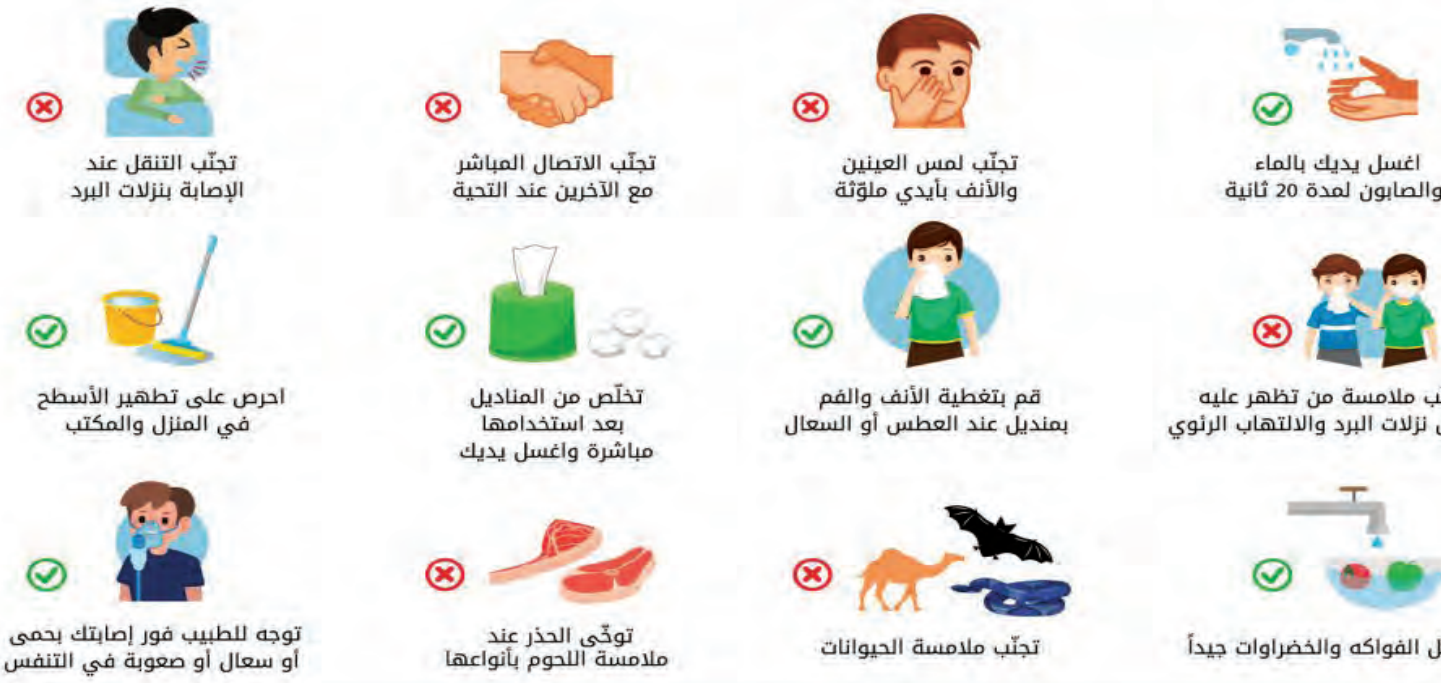 اغسل يديك بالماء
والصابون لمدة 20 ثانية
تجنّب لمس العينين
والأنف بأيدي ملوّثة
تجنّب الاتصال المباشر
مع الآخرين عند التحية
تجنّب التنقل عند
الإصابة بنزلات البرد
ملامسة من تظهر عليه
نزلات البرد والالتهاب الرئوي
قم بتغطية الأنف والفم
بمنديل عند العطس أو السعال
تخلّص من المناديل
بعد استخدامها
مباشرة واغسل يديك
احرص على تطهير الأسطح
في المنزل والمكتب
الفواكه والخضراوات جيداً
تجنّب ملامسة الحيوانات
توخّى الحذر عند
ملامسة اللحوم بأنواعها
توجه للطبيب فور إصابتك بحمى
أو سعال أو صعوبة في التنفس